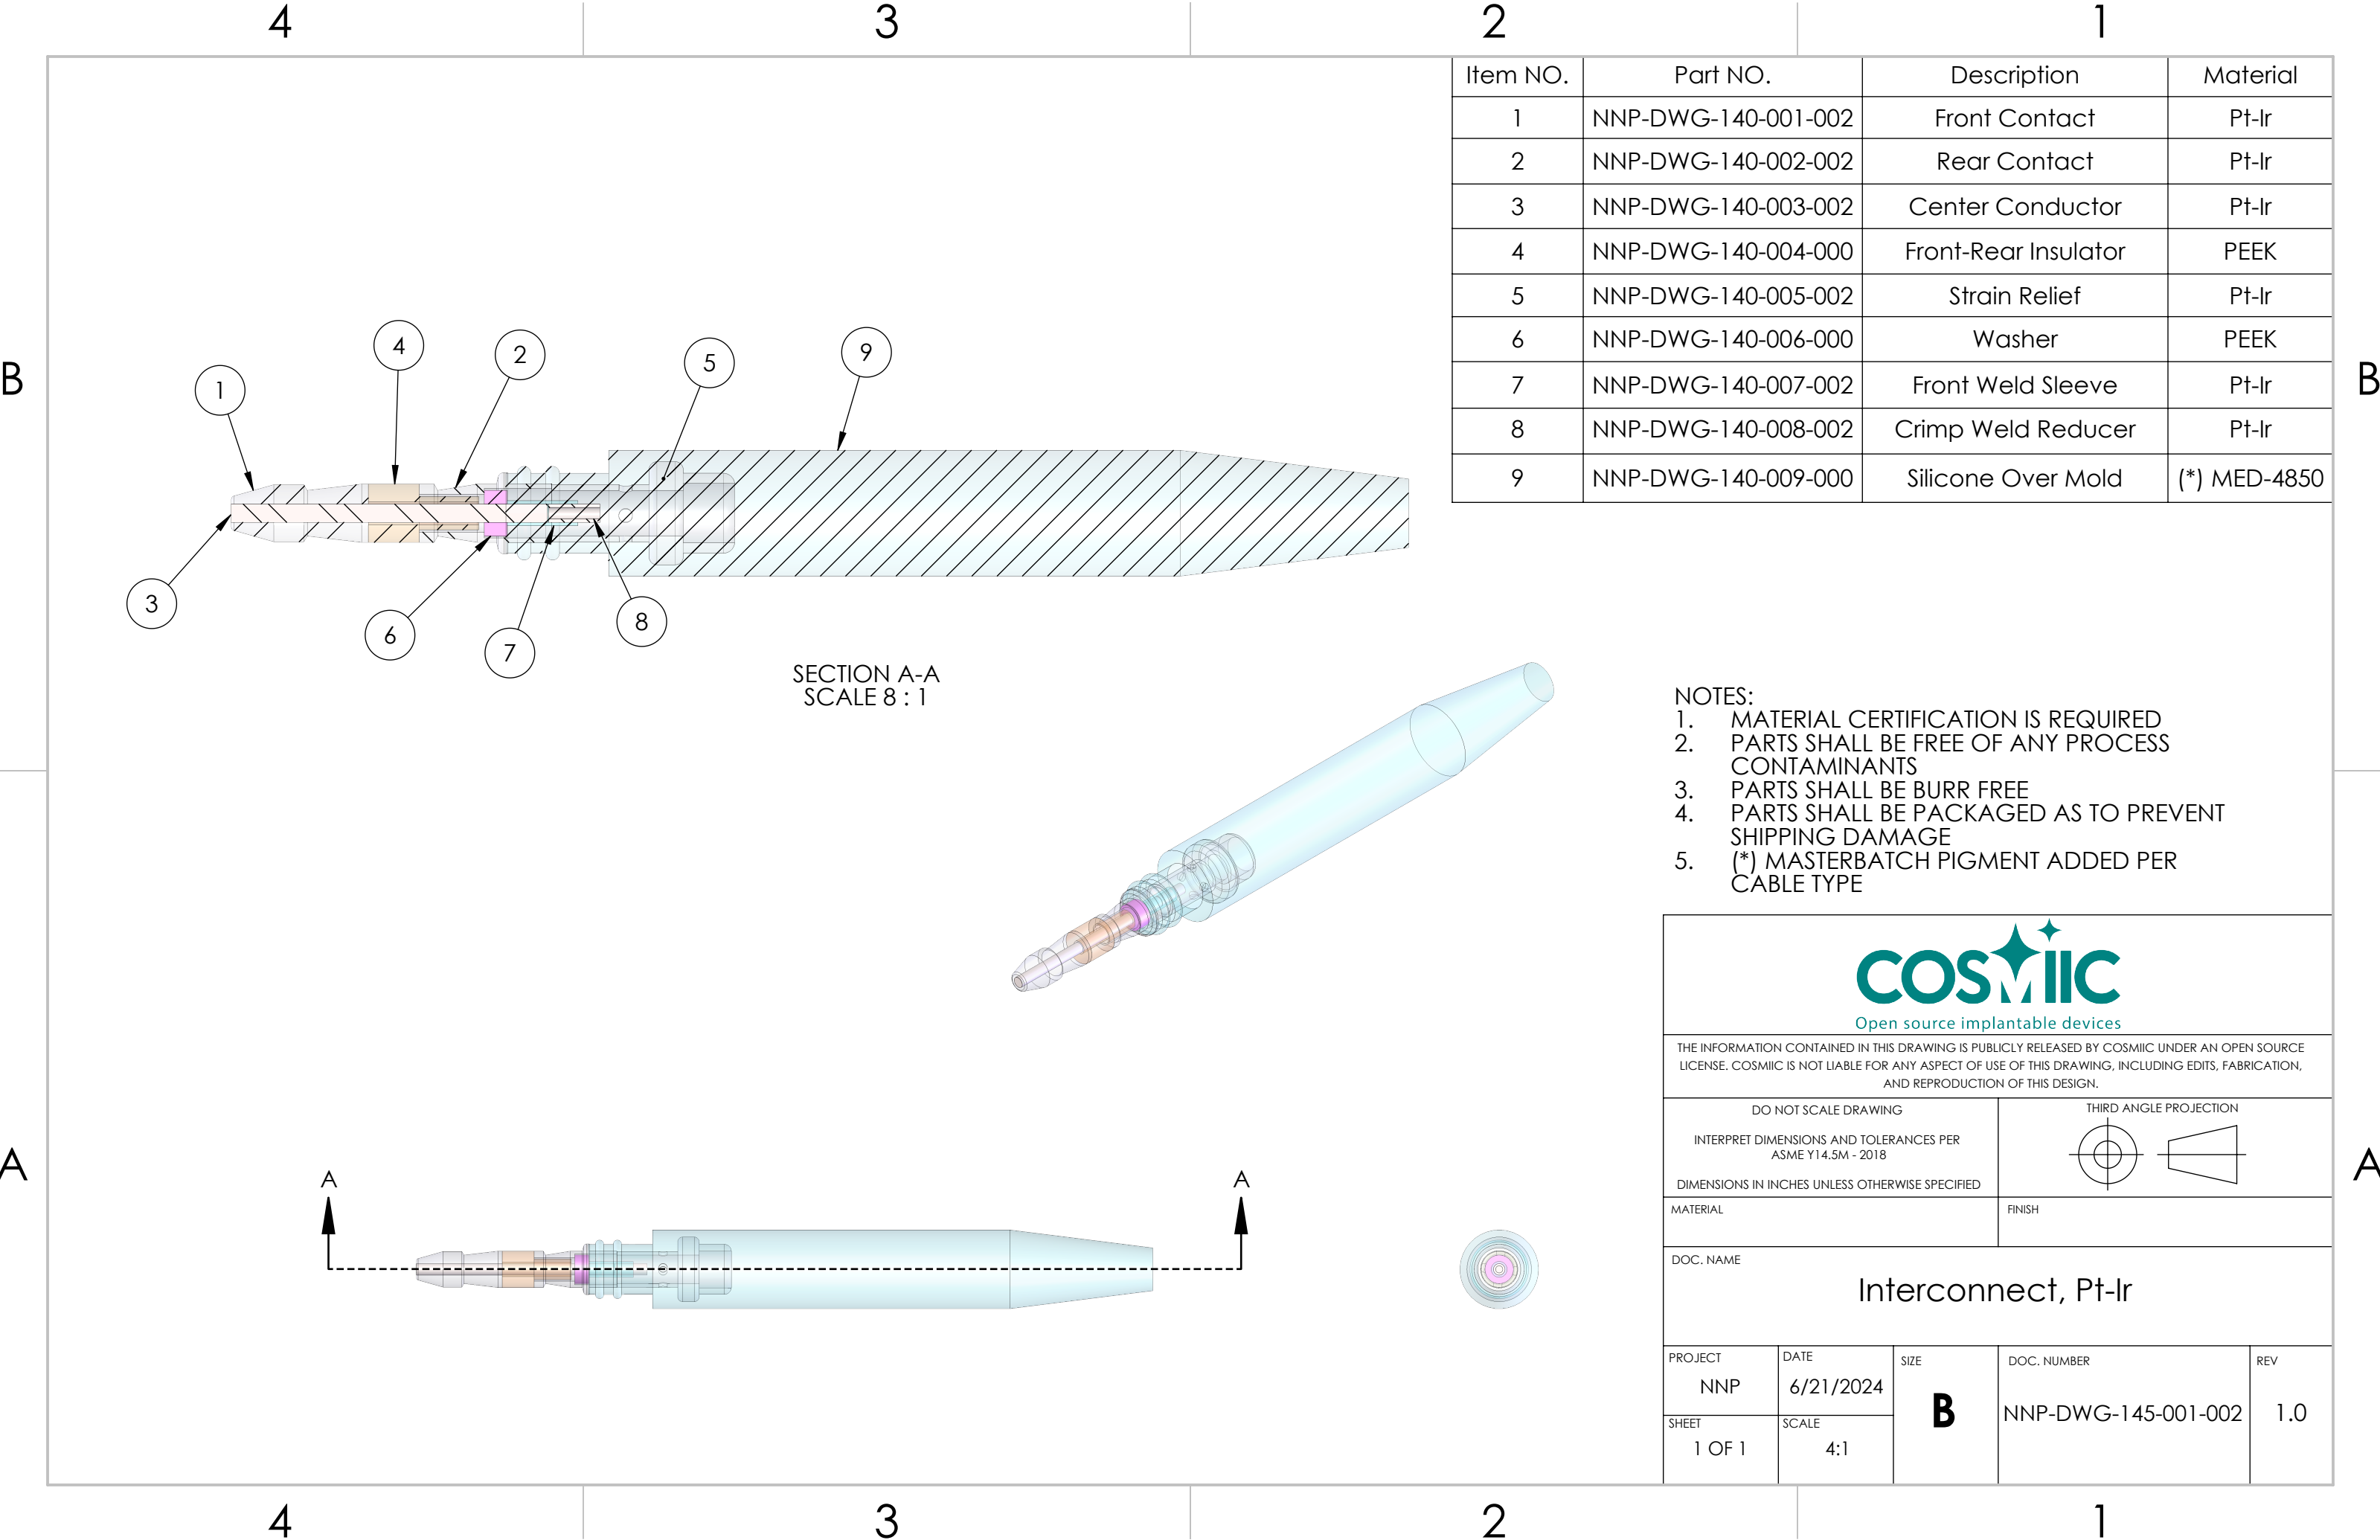 4 3 2 1
Item NO. Part NO. Description Material
1 NNP-DWG-140-001-002 Front Contact Pt-Ir
2 NNP-DWG-140-002-002 Rear Contact Pt-Ir
3 NNP-DWG-140-003-002 Center Conductor Pt-Ir
4 NNP-DWG-140-004-000 Front-Rear Insulator PEEK
5 NNP-DWG-140-005-002 Strain Relief Pt-Ir
6 NNP-DWG-140-006-000 Washer PEEK
7 NNP-DWG-140-007-002 Front Weld Sleeve Pt-Ir
8 NNP-DWG-140-008-002 Crimp Weld Reducer Pt-Ir
9 NNP-DWG-140-009-000 Silicone Over Mold (*) MED-4850
B B
1 4 2 5 9
3 6 7 8
SECTION A-A
SCALE 8 : 1
NOTES:
1. MATERIAL CERTIFICATION IS REQUIRED
2. PARTS SHALL BE FREE OF ANY PROCESS
CONTAMINANTS
3. PARTS SHALL BE BURR FREE
4. PARTS SHALL BE PACKAGED AS TO PREVENT
SHIPPING DAMAGE
5. (*) MASTERBATCH PIGMENT ADDED PER
CABLE TYPE
COSMIIC
Open source implantable devices
THE INFORMATION CONTAINED IN THIS DRAWING IS PUBLICLY RELEASED BY COSMIIC UNDER AN OPEN SOURCE
LICENSE. COSMIIC IS NOT LIABLE FOR ANY ASPECT OF USE OF THIS DRAWING, INCLUDING EDITS, FABRICATION,
AND REPRODUCTION OF THIS DESIGN.
DO NOT SCALE DRAWING
INTERPRET DIMENSIONS AND TOLERANCES PER
ASME Y14.5M - 2018
DIMENSIONS IN INCHES UNLESS OTHERWISE SPECIFIED
THIRD ANGLE PROJECTION
A A
A A
MATERIAL
FINISH
DOC. NAME
Interconnect, Pt-Ir
PROJECT
NNP
DATE
6/21/2024
SIZE
B
DOC. NUMBER
NNP-DWG-145-001-002
REV
1.0
SHEET
1 OF 1
SCALE
4:1
4 3 2 1